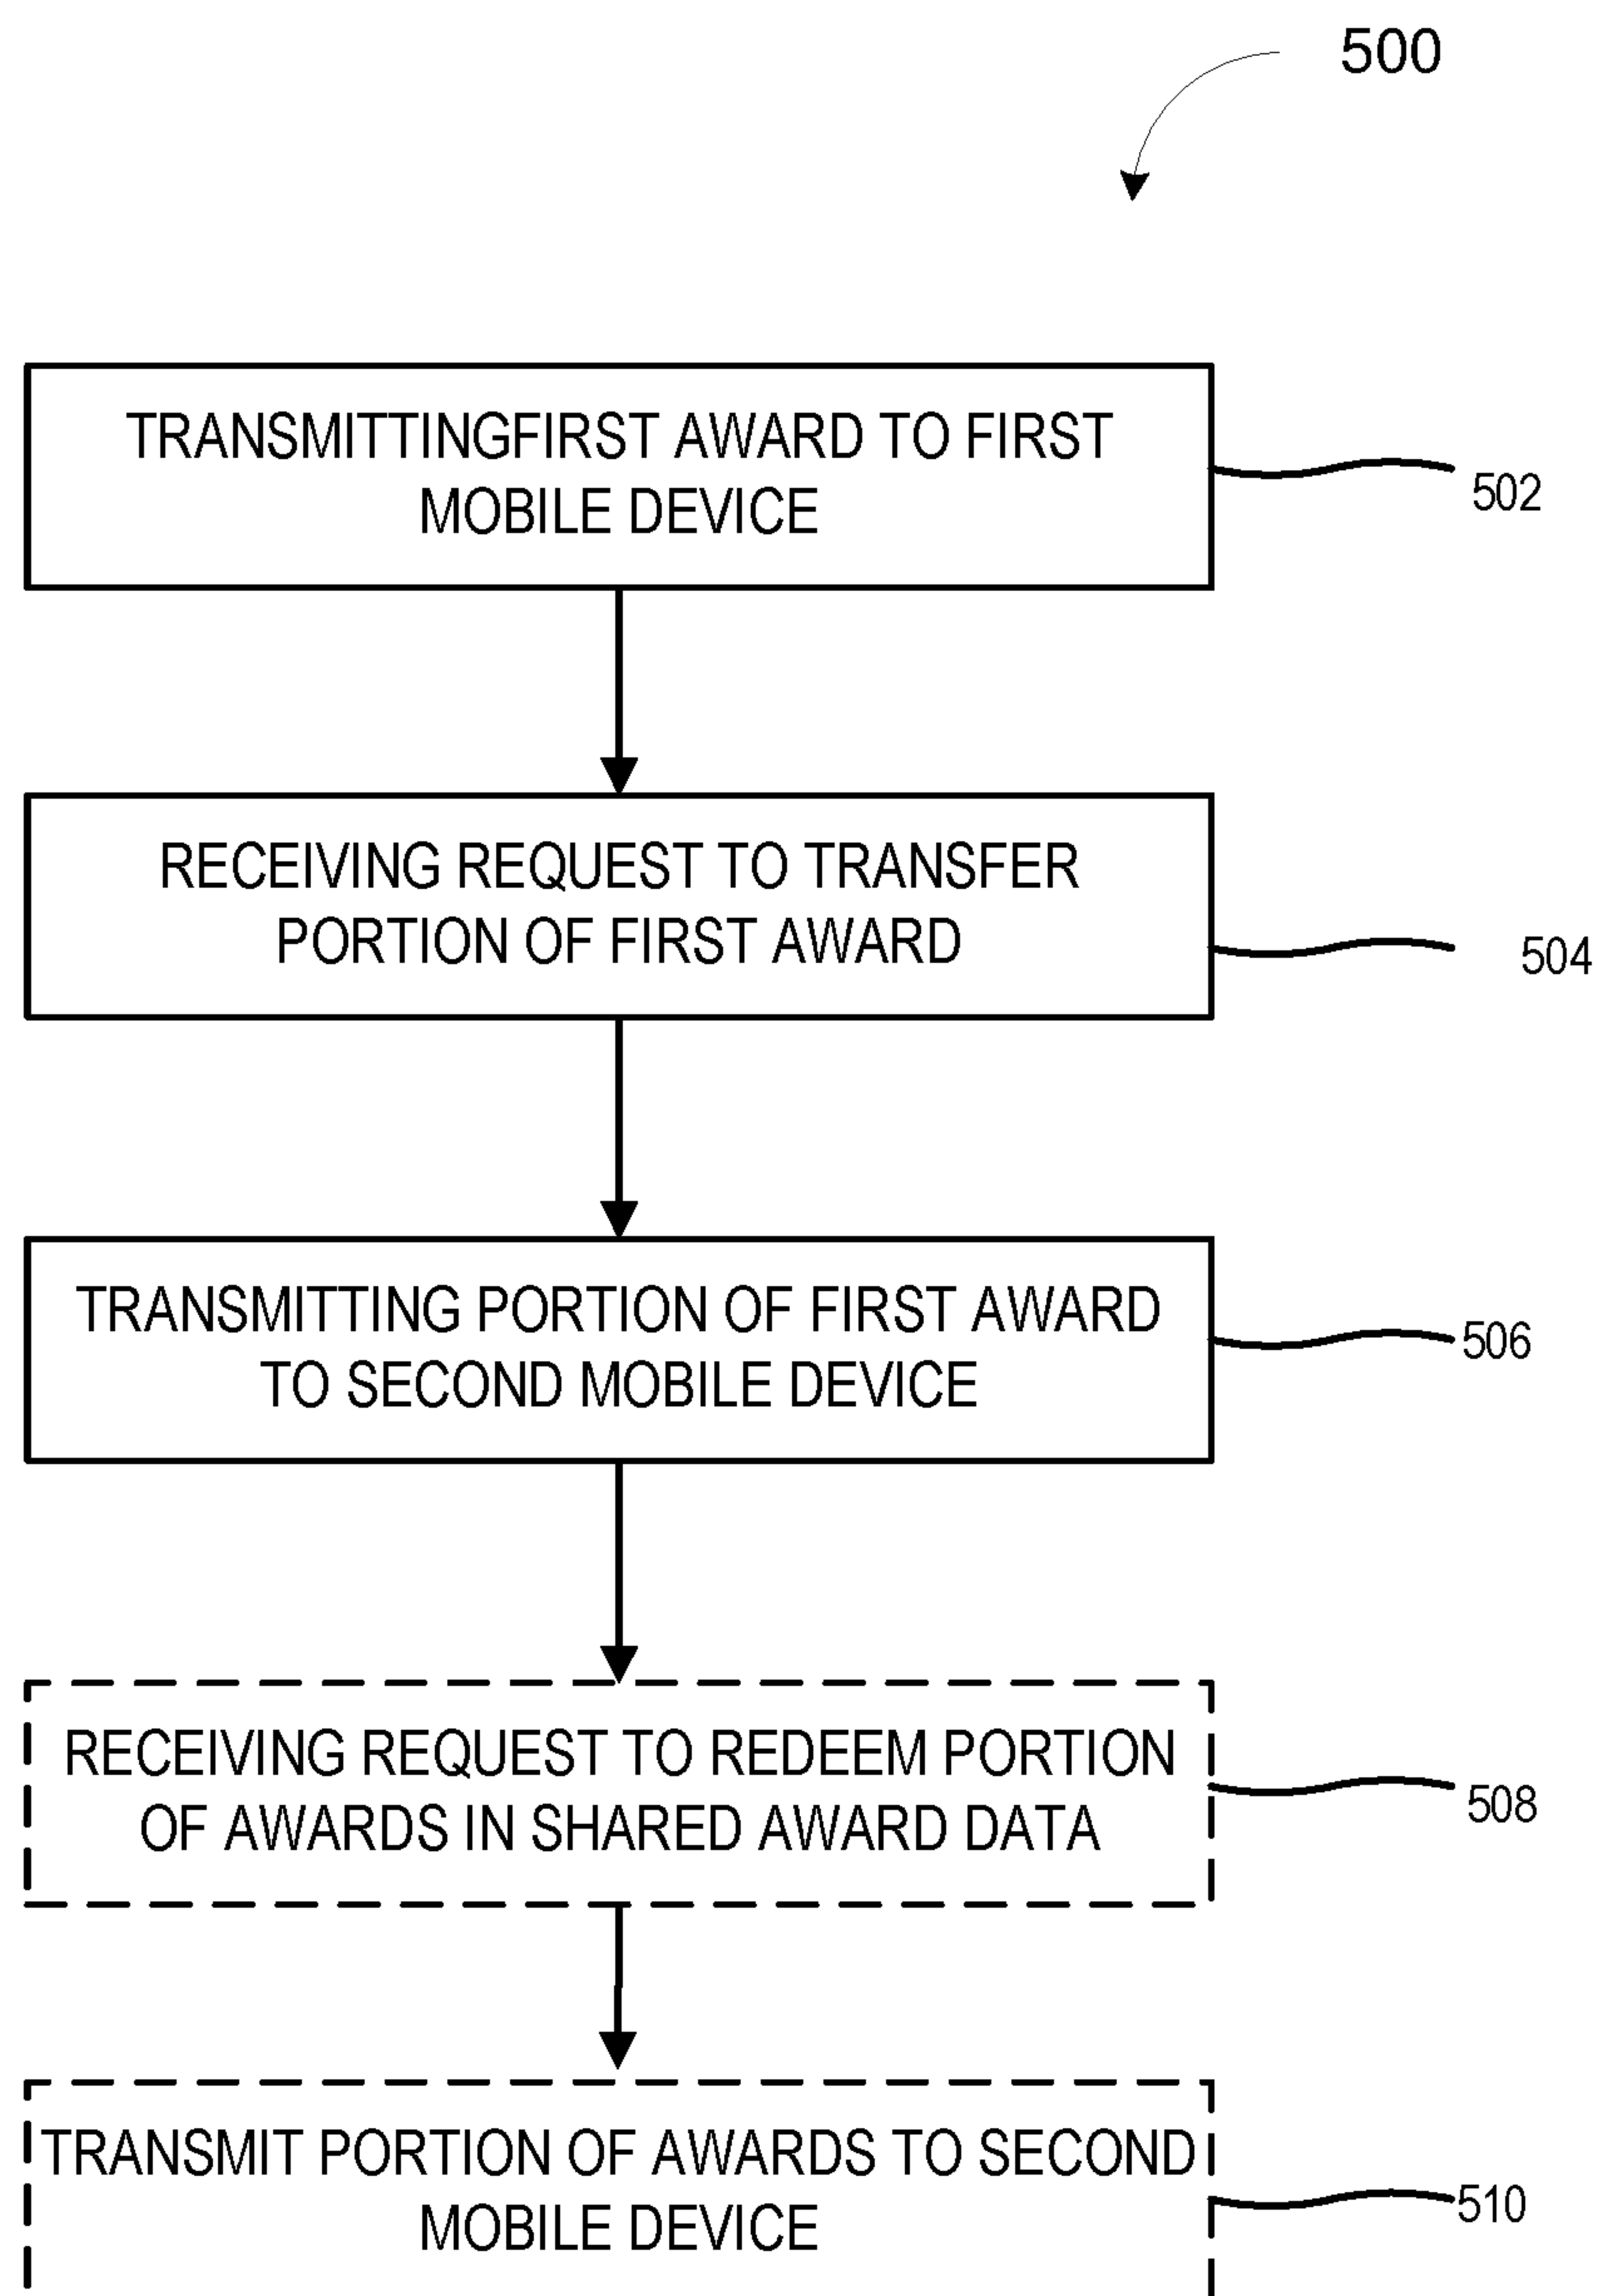 500
TRANSMITTINGFIRST AWARD TO FIRST
MOBILE DEVICE
502
RECEIVING REQUEST TO TRANSFER
PORTION OF FIRST AWARD
504
TRANSMITTING PORTION OF FIRST AWARD
TO SECOND MOBILE DEVICE
506
RECEIVING REQUEST TO REDEEM PORTION
OF AWARDS IN SHARED AWARD DATA
508
TRANSMIT PORTION OF AWARDS TO SECOND
MOBILE DEVICE
510